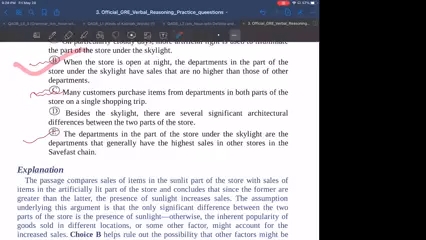 the part of the store under the skylight.
B When the store is open at night, the departments in the part of the
store under the skylight have sales that are no higher than those of other
departments.
C Many customers purchase items from departments in both parts of the
store on a single shopping trip.
D Besides the skylight, there are several significant architectural
differences between the two parts of the store.
E The departments in the part of the store under the skylight are the
departments that generally have the highest sales in other stores in the
Savefast chain.
Explanation
The passage compares sales of items in the sunlit part of the store with sales of
items in the artificially lit part of the store and concludes that since the former are
greater than the latter, the presence of sunlight increases sales. The assumption
underlying this argument is that the only significant difference between the two
parts of the store is the presence of sunlight—otherwise, the inherent popularity of
goods sold in different locations, or some other factor, might account for the
increased sales. Choice B helps rule out the possibility that other factors might be